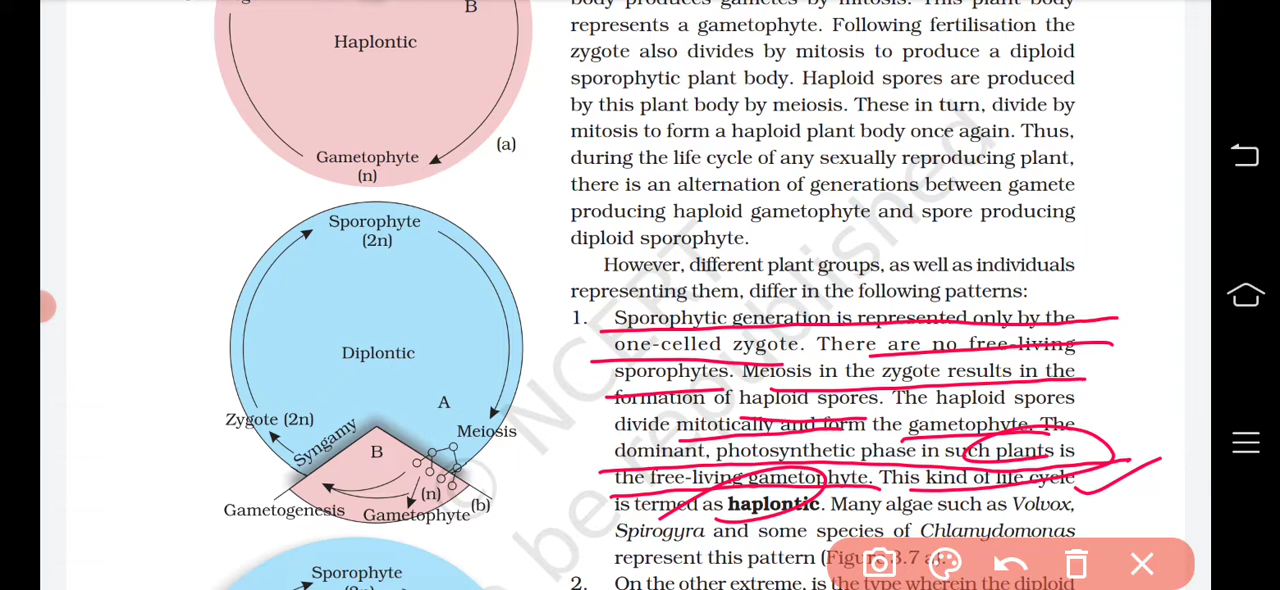 B
Haplontic
Gametophyte
(n)
(a)
Sporophyte
(2n)
Diplontic
A
Zygote (2n)
Syngamy
Meiosis
B
(n)
Gametogenesis
Gametophyte
(b)
Sporophyte
represents a gametophyte. Following fertilisation the
zygote also divides by mitosis to produce a diploid
sporophytic plant body. Haploid spores are produced
by this plant body by meiosis. These in turn, divide by
mitosis to form a haploid plant body once again. Thus,
during the life cycle of any sexually reproducing plant,
there is an alternation of generations between gamete
producing haploid gametophyte and spore producing
diploid sporophyte.
However, different plant groups, as well as individuals
representing them, differ in the following patterns:
1. Sporophytic generation is represented only by the
one-celled zygote. There are no free-living
sporophytes. Meiosis in the zygote results in the
formation of haploid spores. The haploid spores
divide mitotically and form the gametophyte. The
dominant, photosynthetic phase in such plants is
the free-living gametophyte. This kind of life cycle
is termed as haplontic. Many algae such as Volvox,
Spirogyra and some species of Chlamydomonas
represent this pattern (Figure 3.7 a).
2. On the other extreme, is the type wherein the diploid
© NCERT
be republished